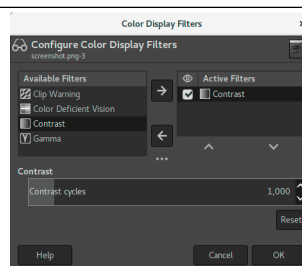 Color Display Filters
Configure Color Display Filters
screenshot.png-3
Available Filters
Active Filters
Clip Warning
Contrast
Color Deficient Vision
Contrast
Gamma
Contrast
Contrast cycles
1,000
Reset
Help
Cancel
OK